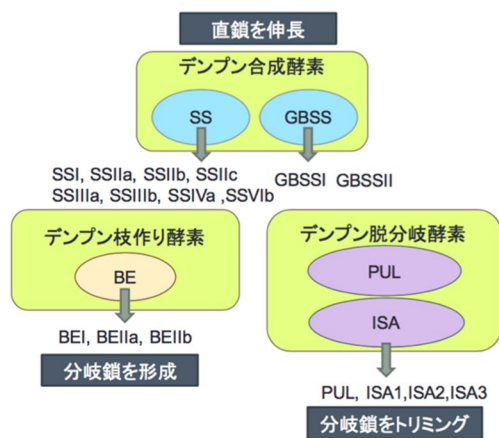 直鎖を伸長
デンプン合成酵素
SS
GBSS
SSI, SSIIa, SSIIb, SSIIc
SSIIIa, SSIIIb, SSIVa ,SSVIb
GBSSI GBSSII
デンプン枝作り酵素
BE
BEI, BEIIa, BEIIb
分岐鎖を形成
デンプン脱分岐酵素
PUL
ISA
PUL, ISA1,ISA2,ISA3
分岐鎖をトリミング